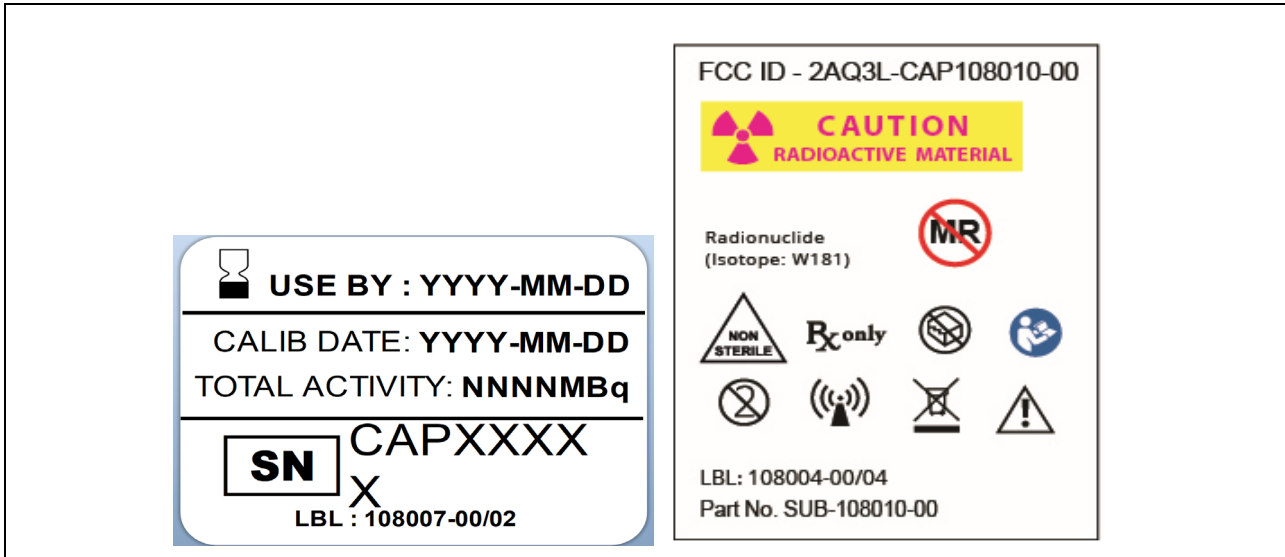 USE BY : YYYY-MM-DD
CALIB DATE: YYYY-MM-DD
TOTAL ACTIVITY: NNNNMBq
SN CAPXXXX
X
LBL : 108007-00/02
FCC ID - 2AQ3L-CAP108010-00
CAUTION
RADIOACTIVE MATERIAL
Radionuclide
(Isotope: W181)
MR
NON
STERILE
Rx only
2
LBL: 108004-00/04
Part No. SUB-108010-00